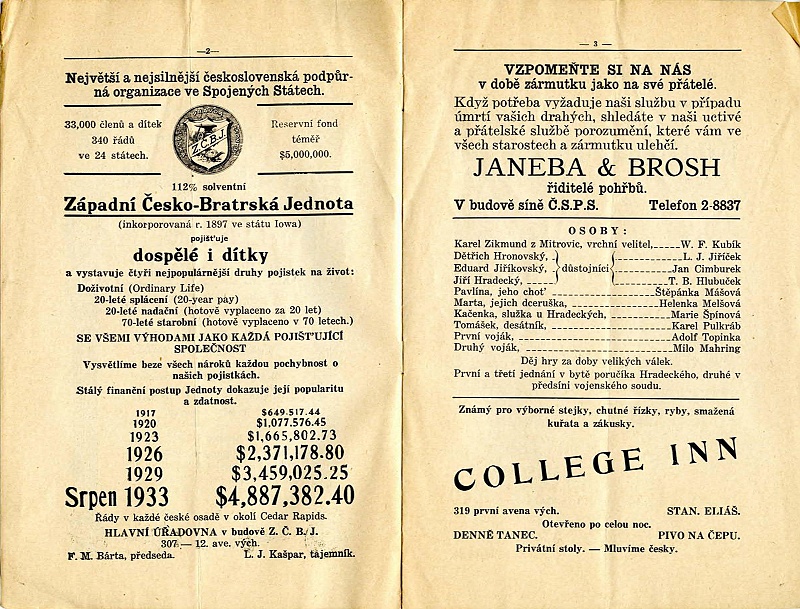 —2—
Největší a nejsilnější československá podpůr-
ná organizace ve Spojených Státech.
33,000 členů a dítek
340 řádů
ve 24 státech.
Z.Č.B.J.
Reservní fond
téměř
$5,000,000.
112% solventní
Západní Česko-Bratrská Jednota
(inkorporovaná r. 1897 ve státu Iowa)
pojišťuje
dospělé i dítky
a vystavuje čtyři nejpopulárnější druhy pojistek na život:
Doživotní (Ordinary Life)
20-leté splácení (20-year pay)
20-leté nadační (hotově vyplaceno za 20 let)
70-leté starobní (hotově vyplaceno v 70 letech.)
SE VŠEMI VÝHODAMI JAKO KAŽDÁ POJIŠŤUJÍCÍ
SPOLEČNOST
Vysvětlíme beze všech nároků každou pochybnost o
našich pojistkách.
Stálý finanční postup Jednoty dokazuje její popularitu
a zdatnost.
1917 $649.517.44
1920 $1,077.576.45
1923 $1,665,802.73
1926 $2,371,178.80
1929 $3,459,025.25
Srpen 1933 $4,887,382.40
Řády v každé české osadě v okolí Cedar Rapids.
HLAVNÍ ÚŘADOVNA v budově Z. Č. B. J.
307 — 12. ave. vých.
F. M. Bárta, předseda. L. J. Kašpar, tajemník.
— 3 —
VZPOMEŇTE SI NA NÁS
v době zármutku jako na své přátelé.
Když potřeba vyžaduje naši službu v případu
úmrtí vašich drahých, shledáte v naši uctivé
a přátelské službě porozumění, které vám ve
všech starostech a zármutku ulehčí.
JANEBA & BROSH
řiditelé pohřbů.
V budově síně Č.S.P.S. Telefon 2-8837
OSOBY:
Karel Zikmund z Mitrovic, vrchní velitel, W. F. Kubík
Dětřich Hronovský, L. J. Jiříček
Eduard Jiříkovský, důstojníci Jan Cimburek
Jiří Hradecký, T. B. Hlubuček
Pavlína, jeho choť Štěpánka Mášová
Marta, jejich dceruška, Helenka Melšová
Kačenka, služka u Hradeckých, Marie Špínová
Tomášek, desátník, Karel Pulkráb
První voják, Adolf Topinka
Druhý voják, Milo Mahring
Děj hry za doby velikých válek.
První a třetí jednání v bytě poručíka Hradeckého, druhé v
předsíni vojenského soudu.
Známý pro výborné stejky, chutné řízky, ryby, smažená
kuřata a zákusky.
COLLEGE INN
319 první avena vých. STAN. ELIÁŠ.
Otevřeno po celou noc.
DENNĚ TANEC. PIVO NA ČEPU.
Privátní stoly. — Mluvíme česky.